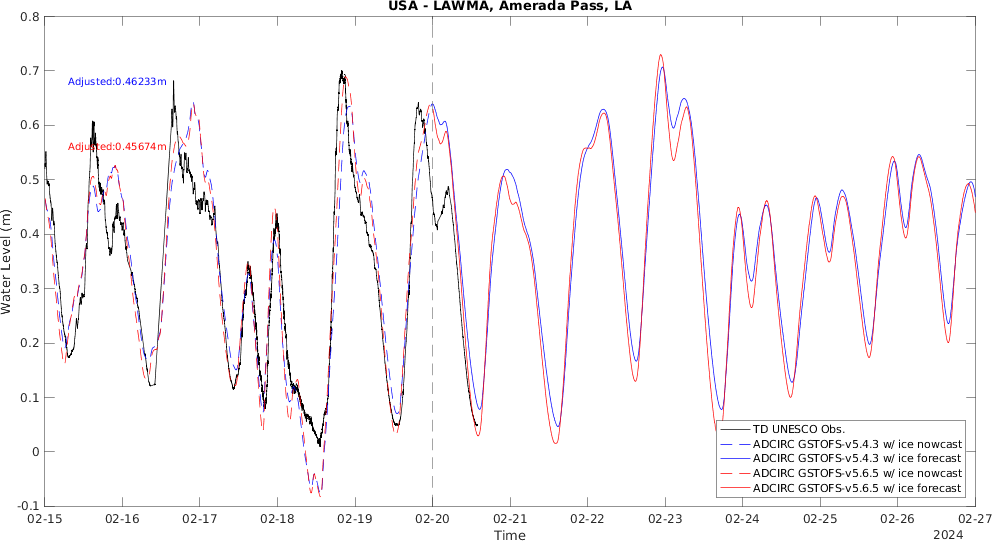 USA - LAWMA, Amerada Pass, LA
0.8
0.7
0.6
0.5
0.4
0.3
0.2
0.1
0
-0.1
Water Level (m)
Adjusted:0.46233m
Adjusted:0.45674m
TD UNESCO Obs.
ADCIRC GSTOFS-v5.4.3 w/ ice nowcast
ADCIRC GSTOFS-v5.4.3 w/ ice forecast
ADCIRC GSTOFS-v5.6.5 w/ ice nowcast
ADCIRC GSTOFS-v5.6.5 w/ ice forecast
02-15 02-16 02-17 02-18 02-19 02-20 02-21 02-22 02-23 02-24 02-25 02-26 02-27
Time
2024